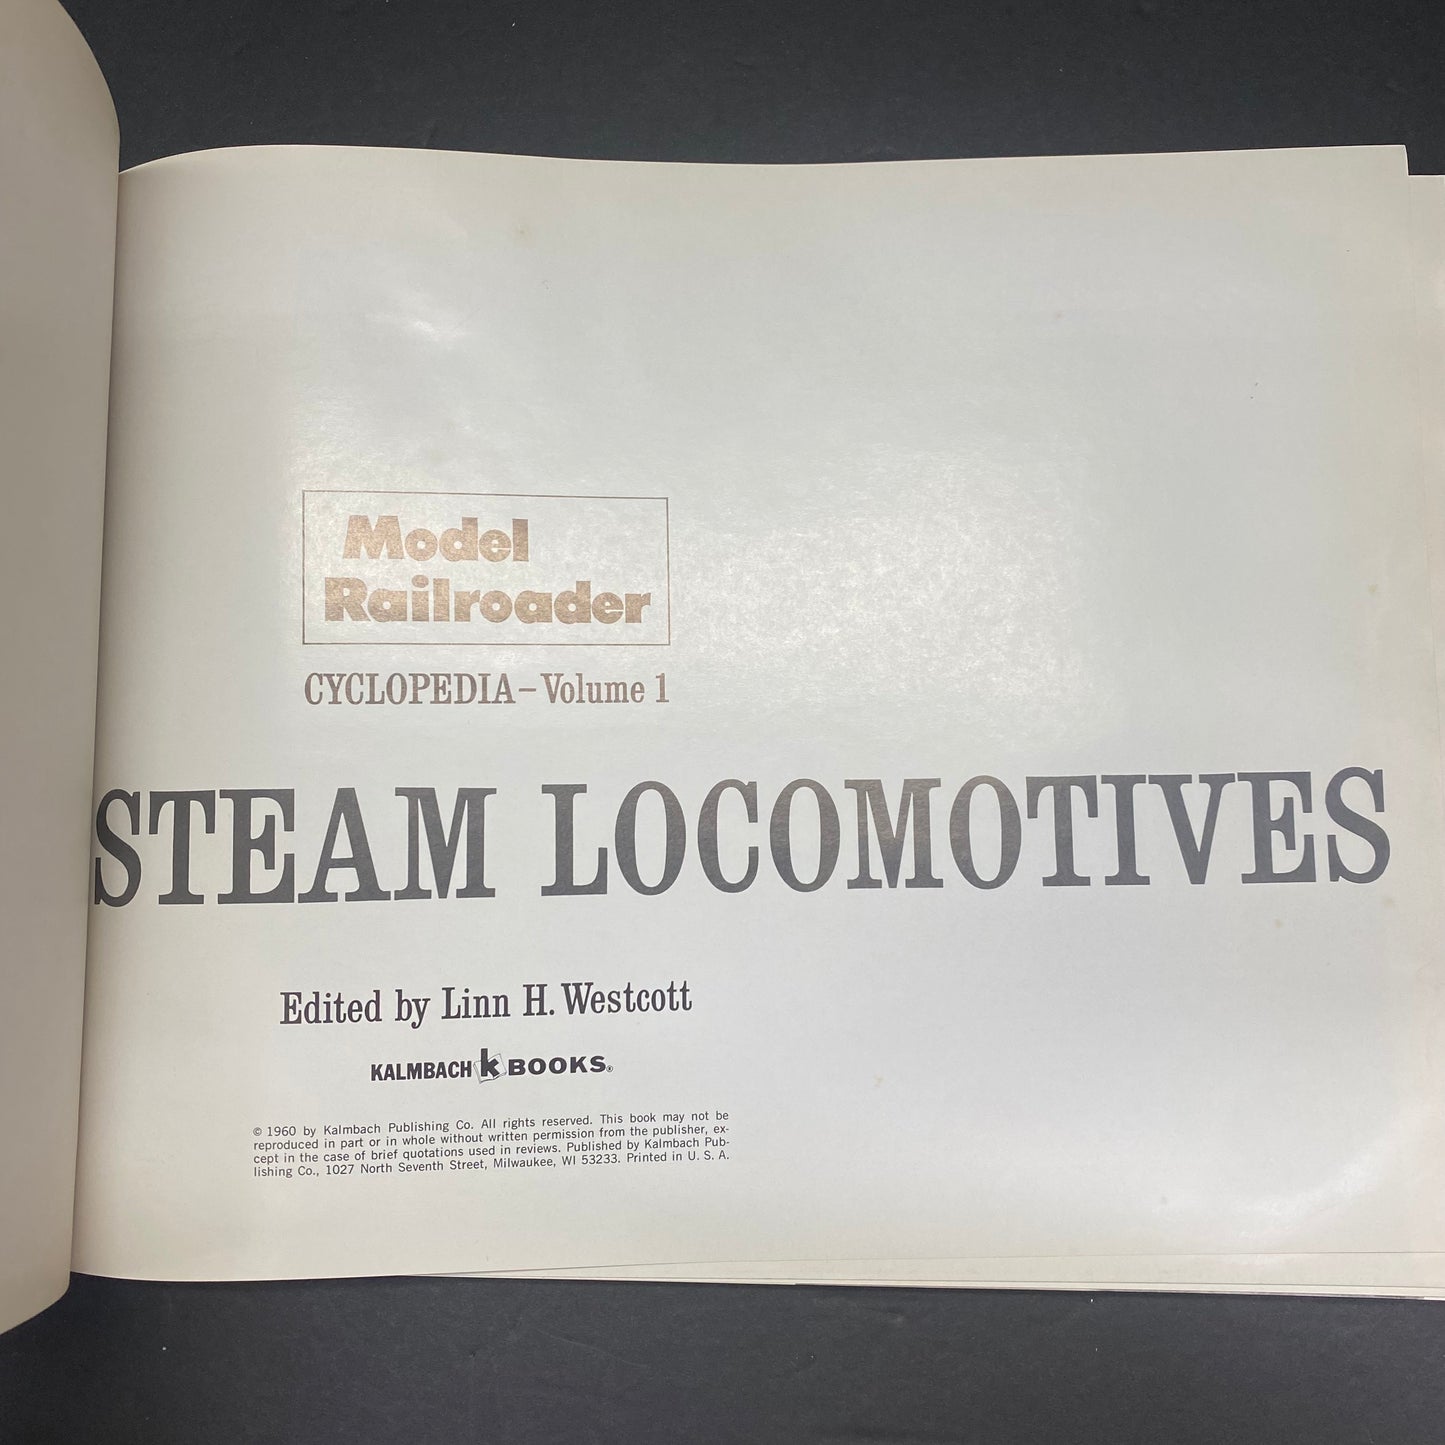 Model
Railroader
CYCLOPEDIA – Volume 1
STEAM LOCOMOTIVES
Edited by Linn H. Westcott
KALMBACH k BOOKS®
© 1960 by Kalmbach Publishing Co. All rights reserved. This book may not be
reproduced in part or in whole without written permission from the publisher, ex-
cept in the case of brief quotations used in reviews. Published by Kalmbach Pub-
lishing Co., 1027 North Seventh Street, Milwaukee, WI 53233. Printed in U. S. A.